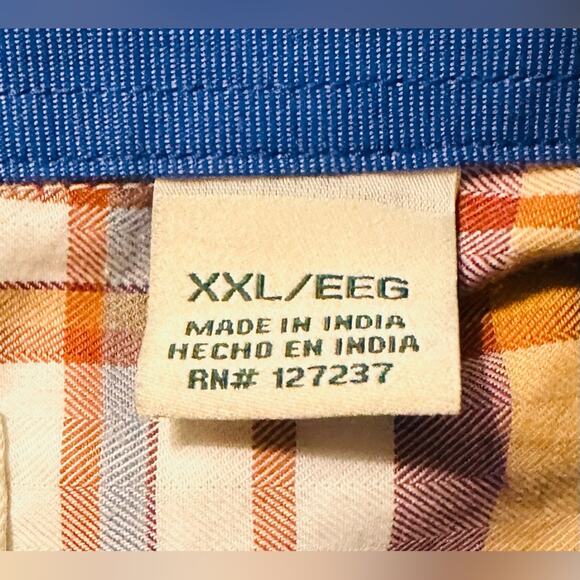 XXL/EEG
MADE IN INDIA
HECHO EN INDIA
RN# 127237